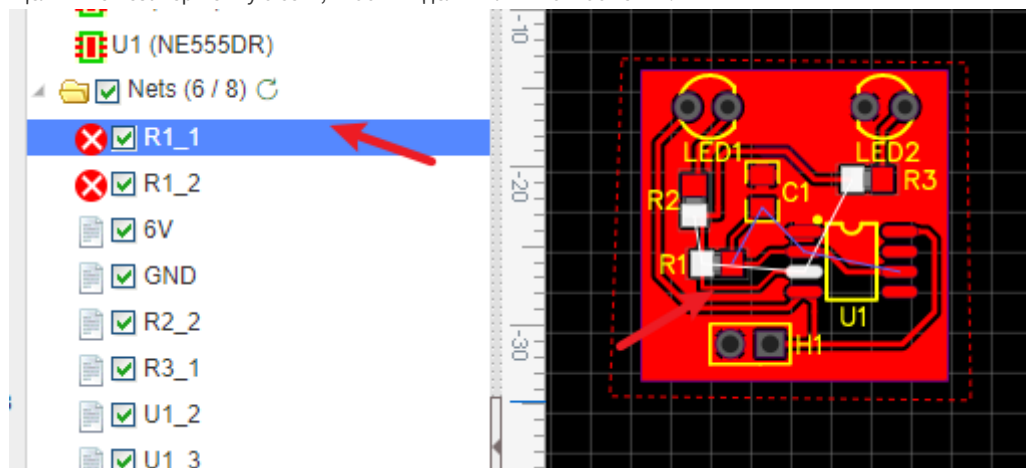 U1 (NE555DR)
Nets (6 / 8)
R1_1
R1_2
6V
GND
R2_2
R3_1
U1_2
U1_3
-10
-20
-30
LED1
LED2
R2
C1
R3
R1
U1
H1